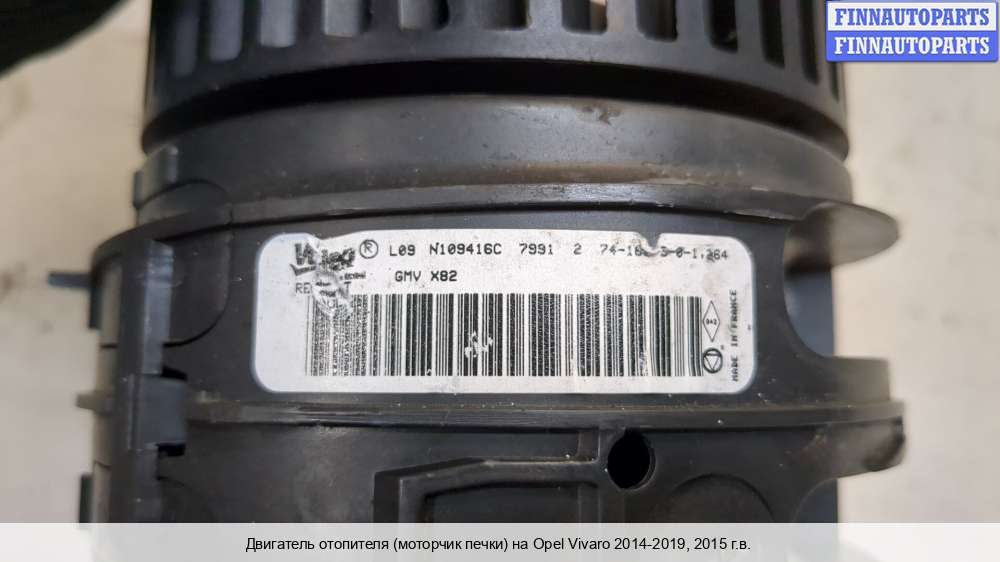 FINNAUTOPARTS
FINNAUTOPARTS
Valeo ® L09 N109416C 7991 2
GMV X82
MADE IN FRANCE
Двигатель отопителя (моторчик печки) на Opel Vivaro 2014-2019, 2015 г.в.